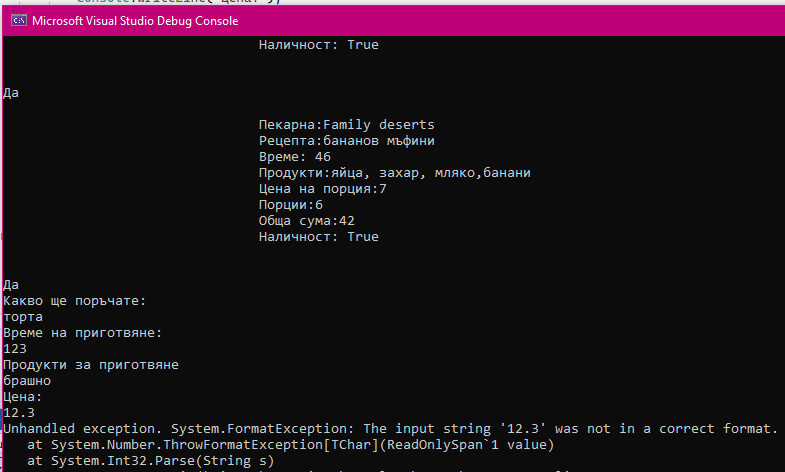 Microsoft Visual Studio Debug Console
Наличност: True
Да
Пекарна:Family deserts
Рецепта:бананов мъфини
Време: 46
Продукти:яйца, захар, мляко,банани
Цена на порция:7
Порции:6
Обща сума:42
Наличност: True
Да
Какво ще поръчате:
торта
Време на приготвяне:
123
Продукти за приготвяне
брашно
Цена:
12.3
Unhandled exception. System.FormatException: The input string '12.3' was not in a correct format.
at System.Number.ThrowFormatException[TChar](ReadOnlySpan`1 value)
at System.Int32.Parse(String s)